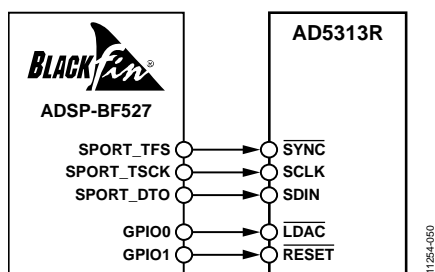 AD5313R
BLACKfin®
ADSP-BF527
SPORT_TFS SYNC
SPORT_TSCK SCLK
SPORT_DTO SDIN
GPIO0 LDAC
GPIO1 RESET
11254-050